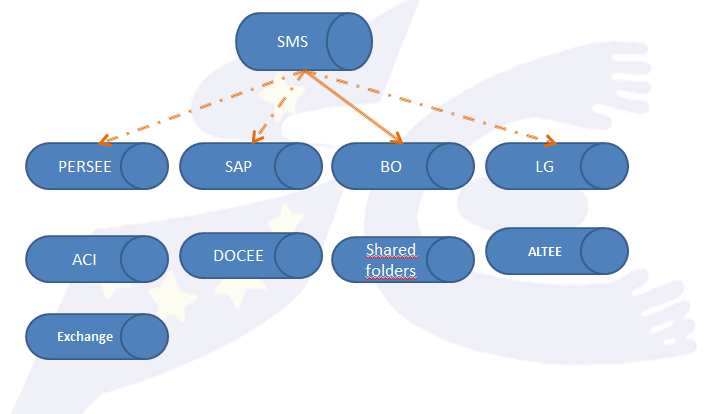 SMS
PERSEE
SAP
BO
LG
ACI
DOCEE
Shared
folders
ALTEE
Exchange